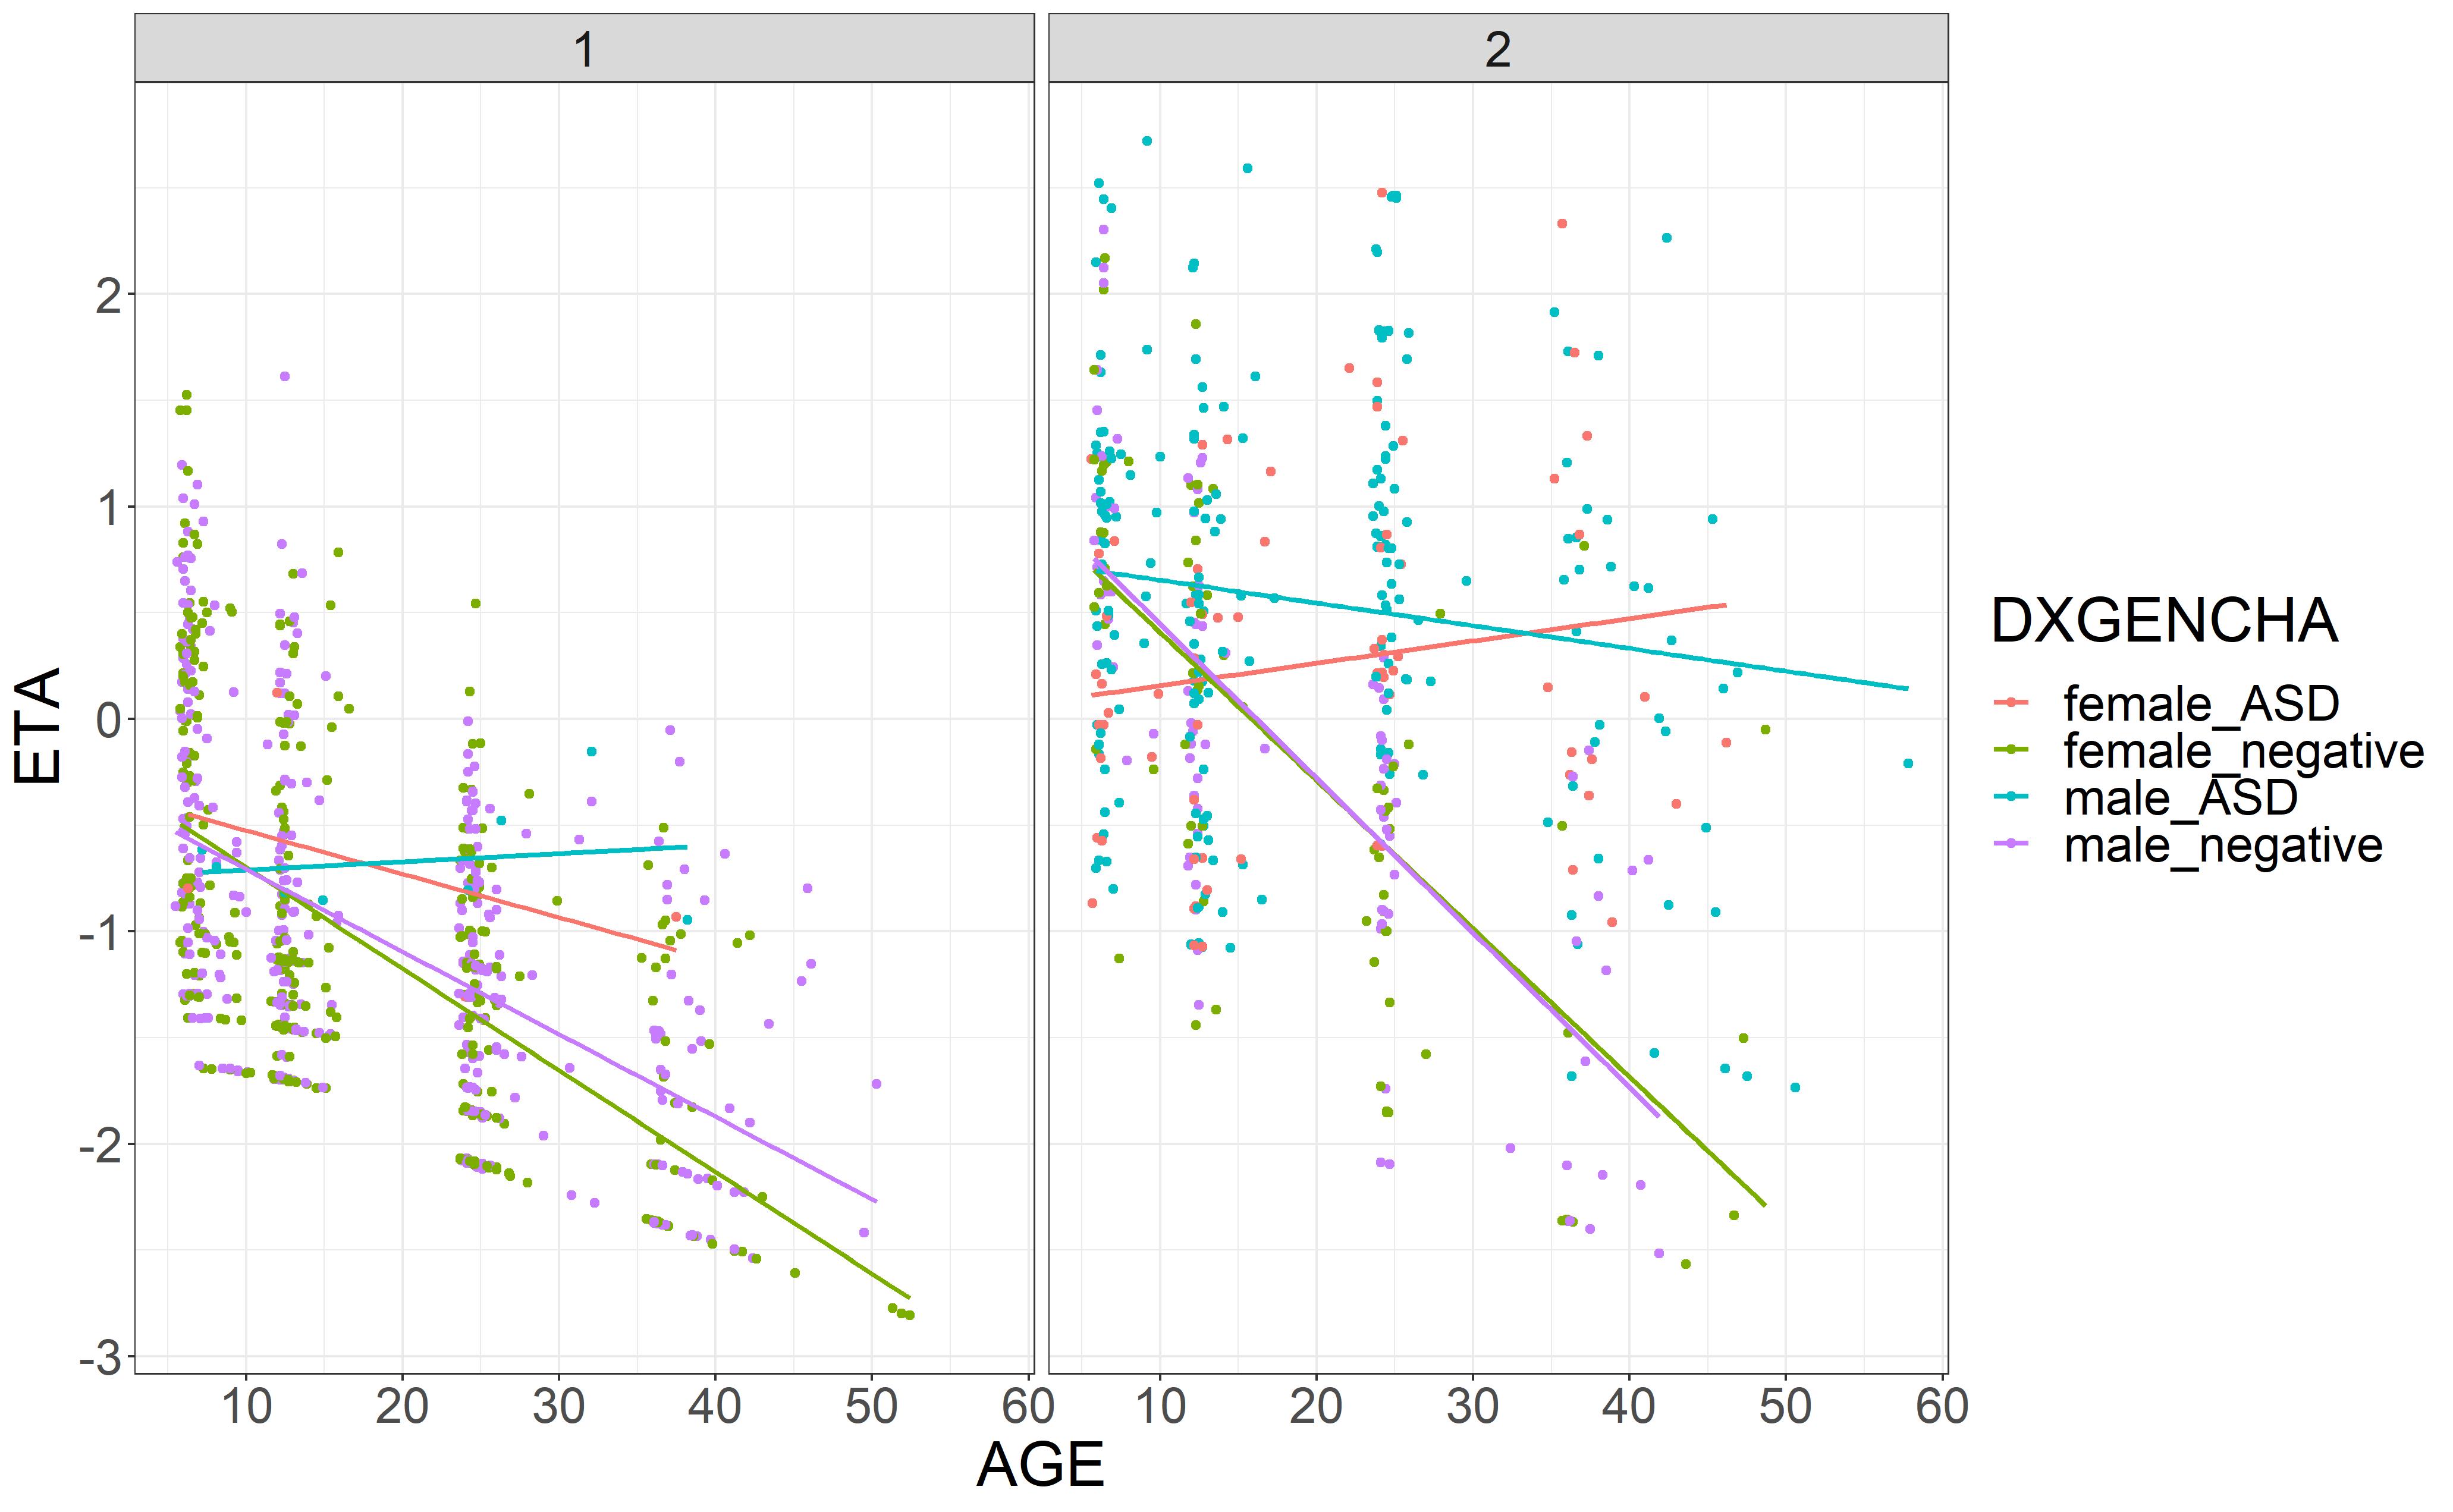 1
2
ETA
2
1
0
-1
-2
-3
10 20 30 40 50 60
10 20 30 40 50 60
AGE
DXGENCHA
female_ASD
female_negative
male_ASD
male_negative